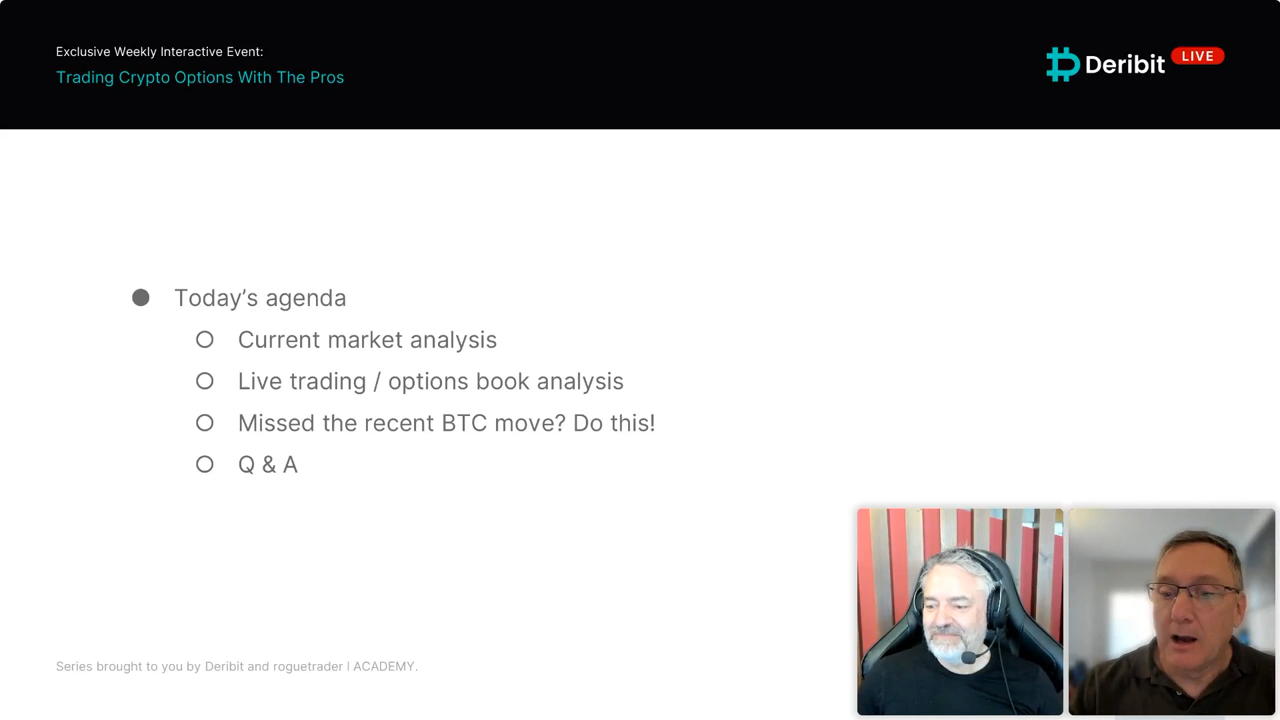 Exclusive Weekly Interactive Event:
Trading Crypto Options With The Pros
Deribit LIVE
Today’s agenda
Current market analysis
Live trading / options book analysis
Missed the recent BTC move? Do this!
Q & A
Series brought to you by Deribit and roguetrader | ACADEMY.